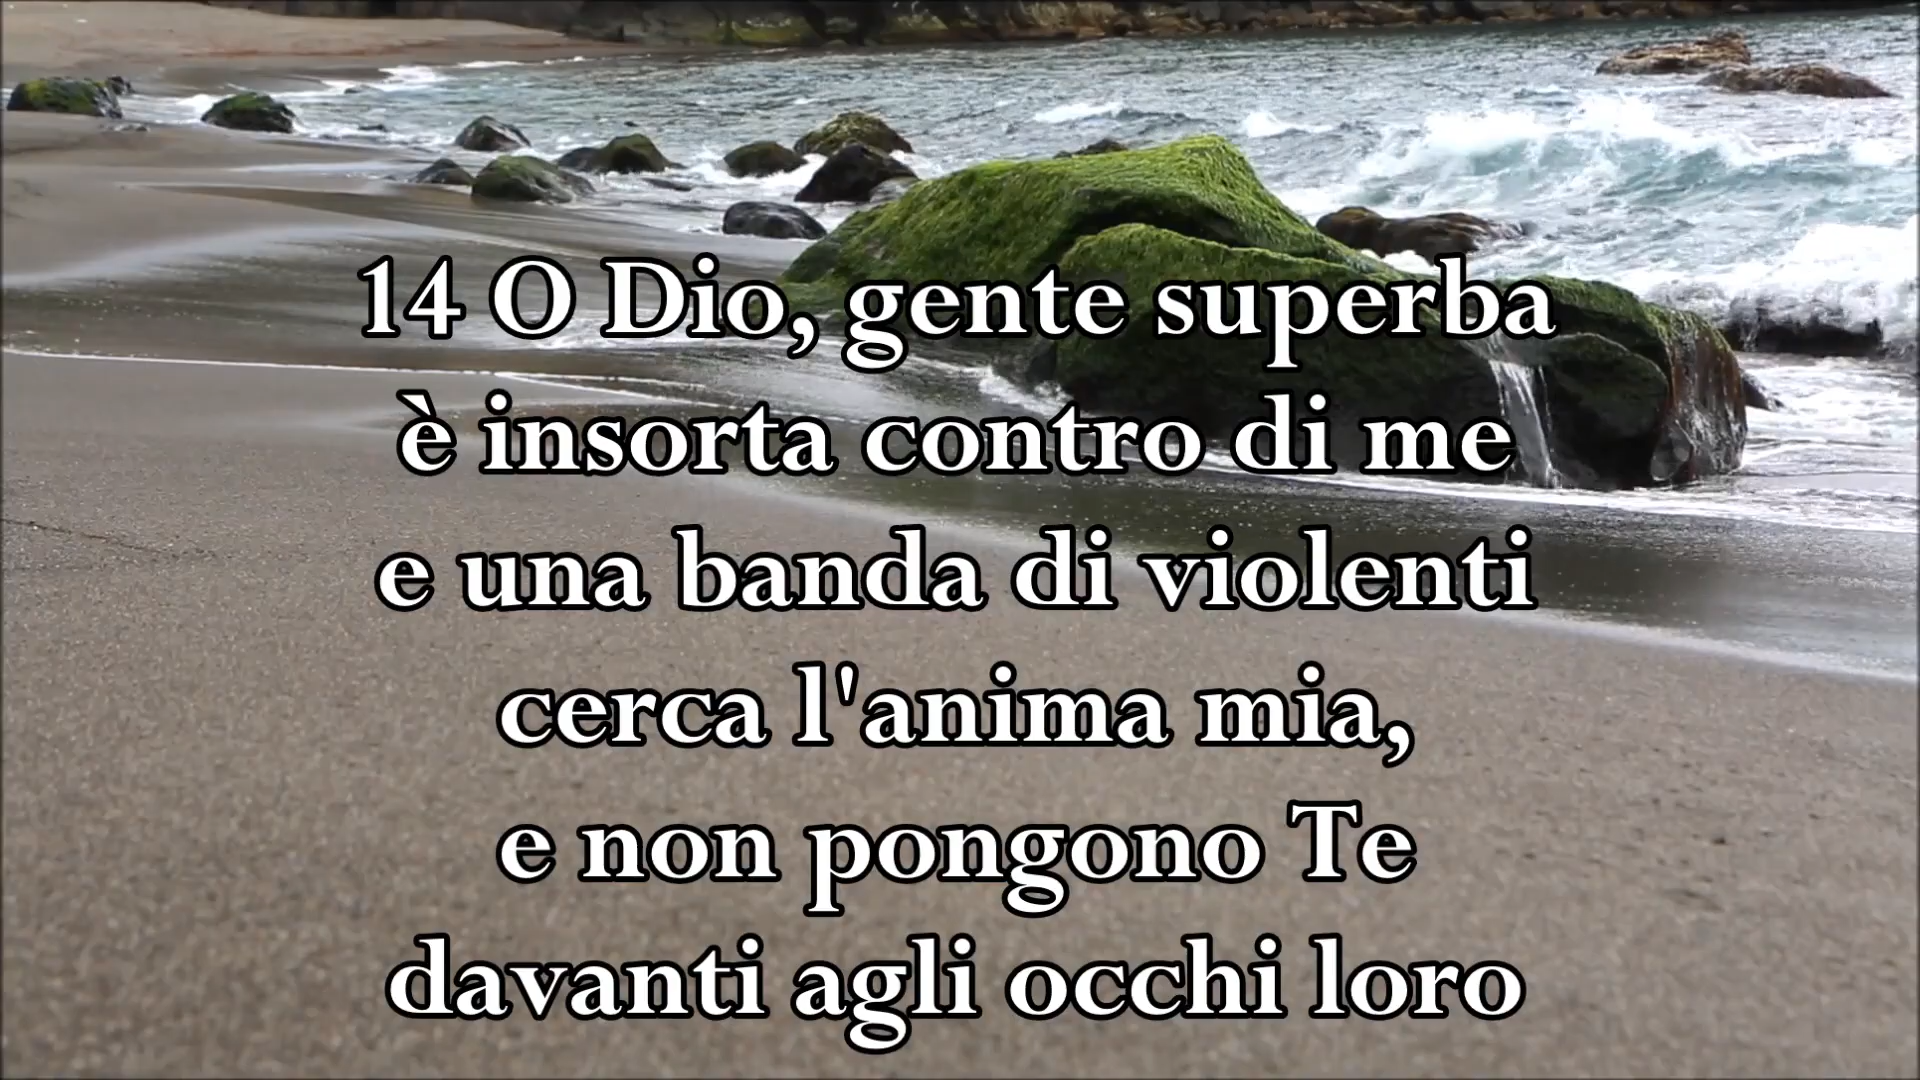 14 O Dio, gente superba
è insorta contro di me
e una banda di violenti
cerca l'anima mia,
e non pongono Te
davanti agli occhi loro